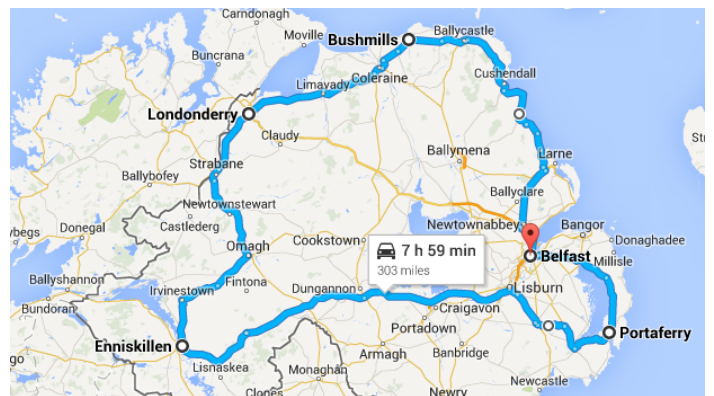 Carndonagh
Moville
Bushmills
Ballycastle
Buncrana
Cushendall
Coleraine
Limavady
Londonderry
Claudy
Strabane
Ballymena
Larne
Ballybofey
Ballyclare
Newtownstewart
Castlederg
Newtownabbey
Bangor
Donegal
Omagh
Cookstown
7 h 59 min
303 miles
Donaghadee
Belfast
Millisle
Ballyshannon
Irvinestown
Fintona
Dungannon
Lisburn
Bundoran
Craigavon
Portadown
Portaferry
Enniskillen
Armagh
Banbridge
Lisnaskea
Monaghan
Newcastle
Clones
Newry